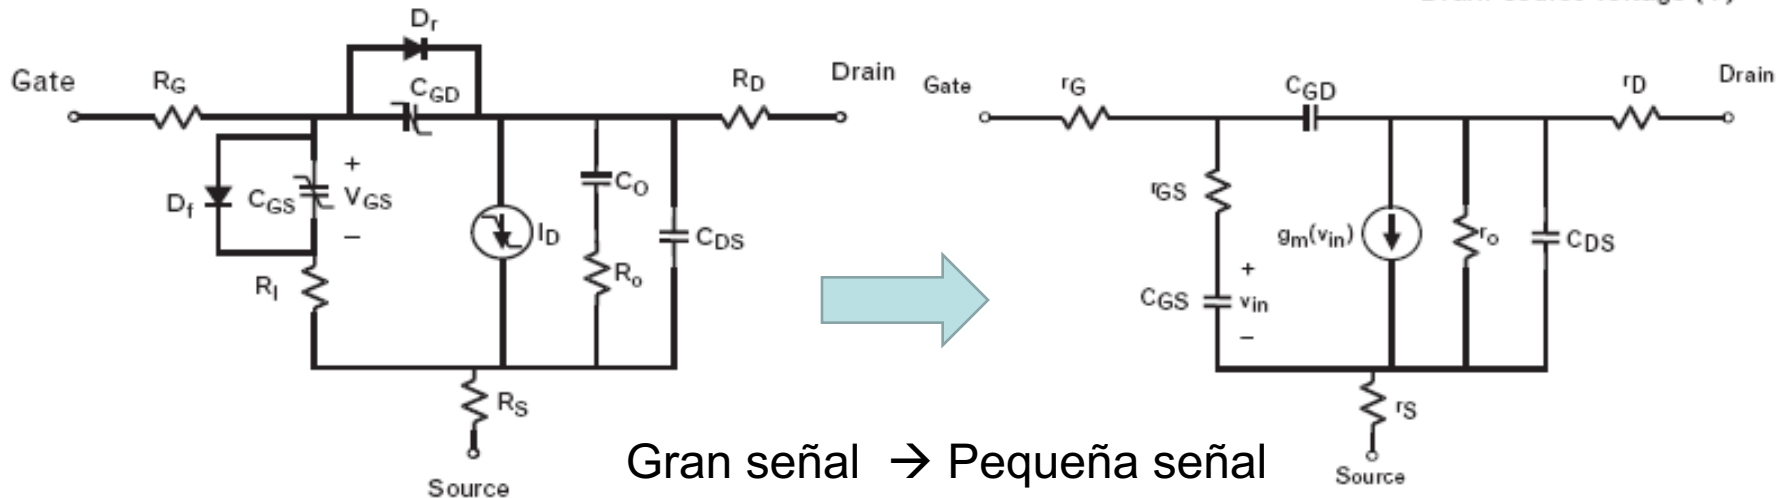 Dr
Gate
RG
CGD
RD
Drain
Df
CGS
+
VGS
–
RI
ID
CO
Ro
CDS
RS
Source
Gate
rG
CGD
rD
Drain
rGS
CGS
+
vin
–
gm(vin)
ro
CDS
rS
Source
Gran señal → Pequeña señal